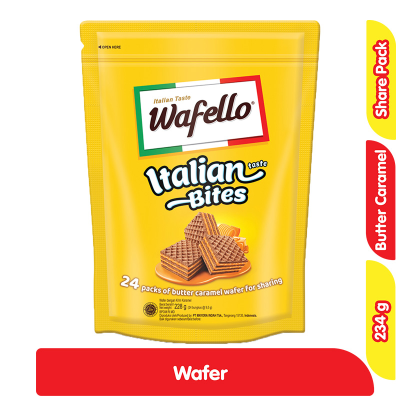 OPEN HERE
Italian Taste
Wafello
Italian taste
Bites
24 packs of butter caramel wafer for sharing
Share Pack
Butter Caramel
234 g
Wafer